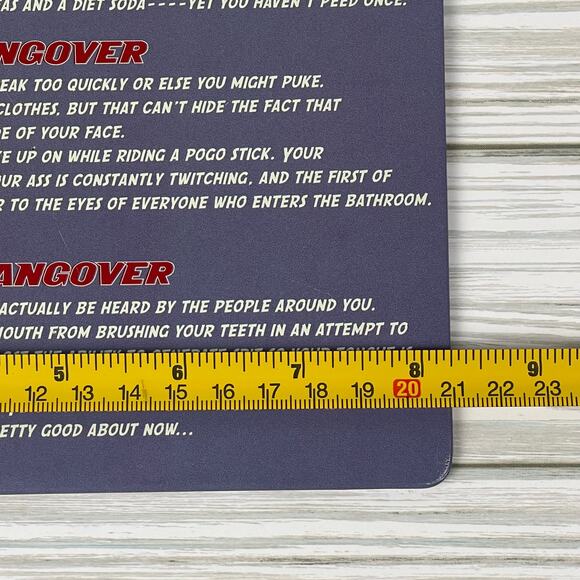 AS AND A DIET SODA----YET YOU HAVEN'T PEED ONCE.
ANGOVER
EAK TOO QUICKLY OR ELSE YOU MIGHT PUKE.
CLOTHES, BUT THAT CAN'T HIDE THE FACT THAT
E OF YOUR FACE.
E UP ON WHILE RIDING A POGO STICK. YOUR
UR ASS IS CONSTANTLY TWITCHING, AND THE FIRST OF
R TO THE EYES OF EVERYONE WHO ENTERS THE BATHROOM.
ANGOVER
ACTUALLY BE HEARD BY THE PEOPLE AROUND YOU.
MOUTH FROM BRUSHING YOUR TEETH IN AN ATTEMPT TO
5 6 7 8 9
12 13 14 15 16 17 18 19 20 21 22 23
ETTY GOOD ABOUT NOW...